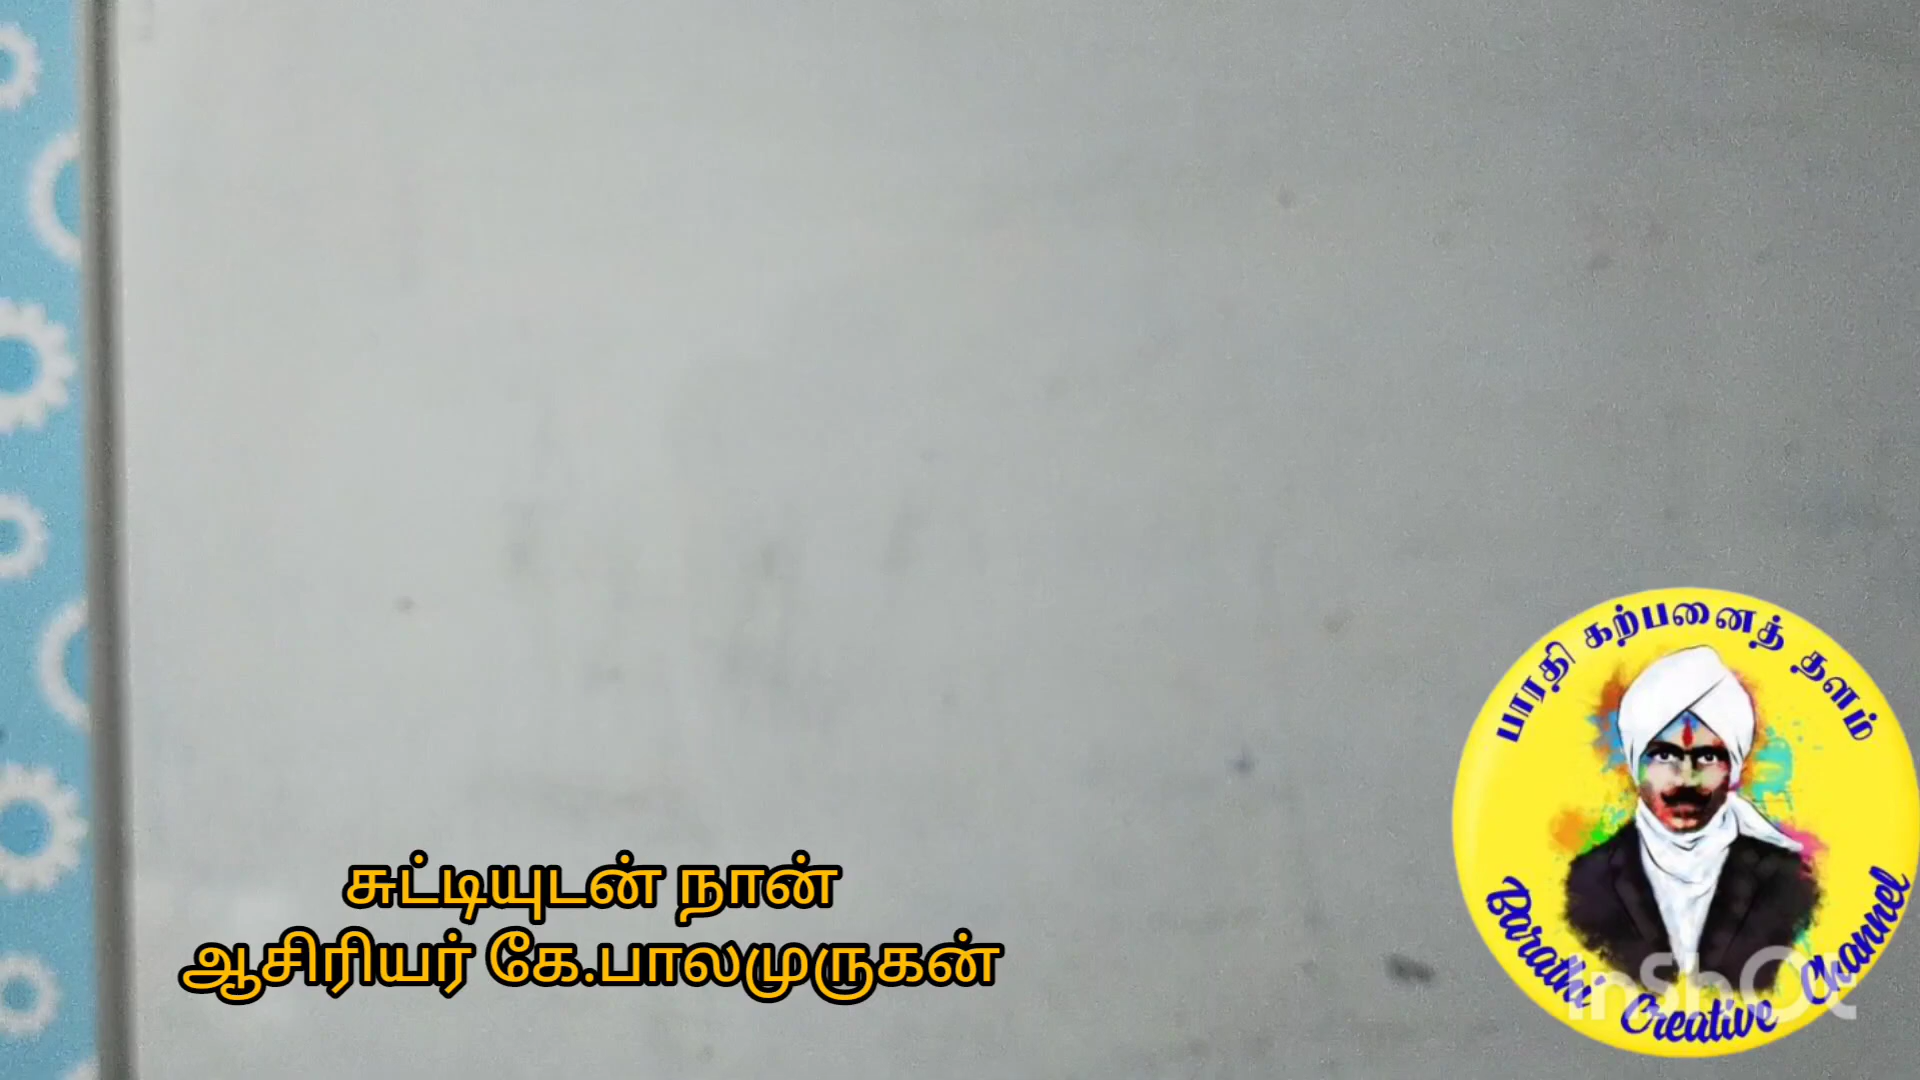 சுட்டியுடன் நான்
ஆசிரியர் கே.பாலமுருகன்
பாரதி கற்பனைத் தளம்
Barathi Creative Channel
InShOt